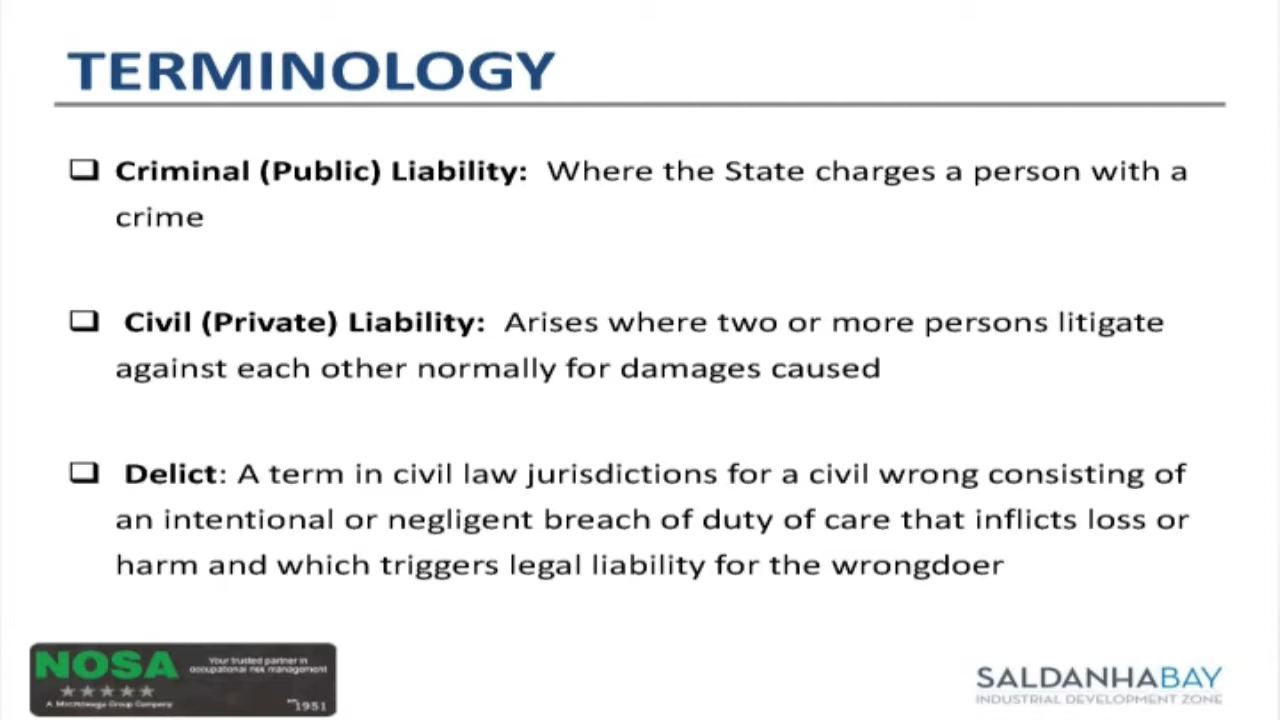 TERMINOLOGY
❑ Criminal (Public) Liability: Where the State charges a person with a
crime
❑ Civil (Private) Liability: Arises where two or more persons litigate
against each other normally for damages caused
❑ Delict: A term in civil law jurisdictions for a civil wrong consisting of
an intentional or negligent breach of duty of care that inflicts loss or
harm and which triggers legal liability for the wrongdoer
NOSA
Your trusted partner in
occupational risk management
Group Company
1951
SALDANHABAY
INDUSTRIAL DEVELOPMENT ZONE